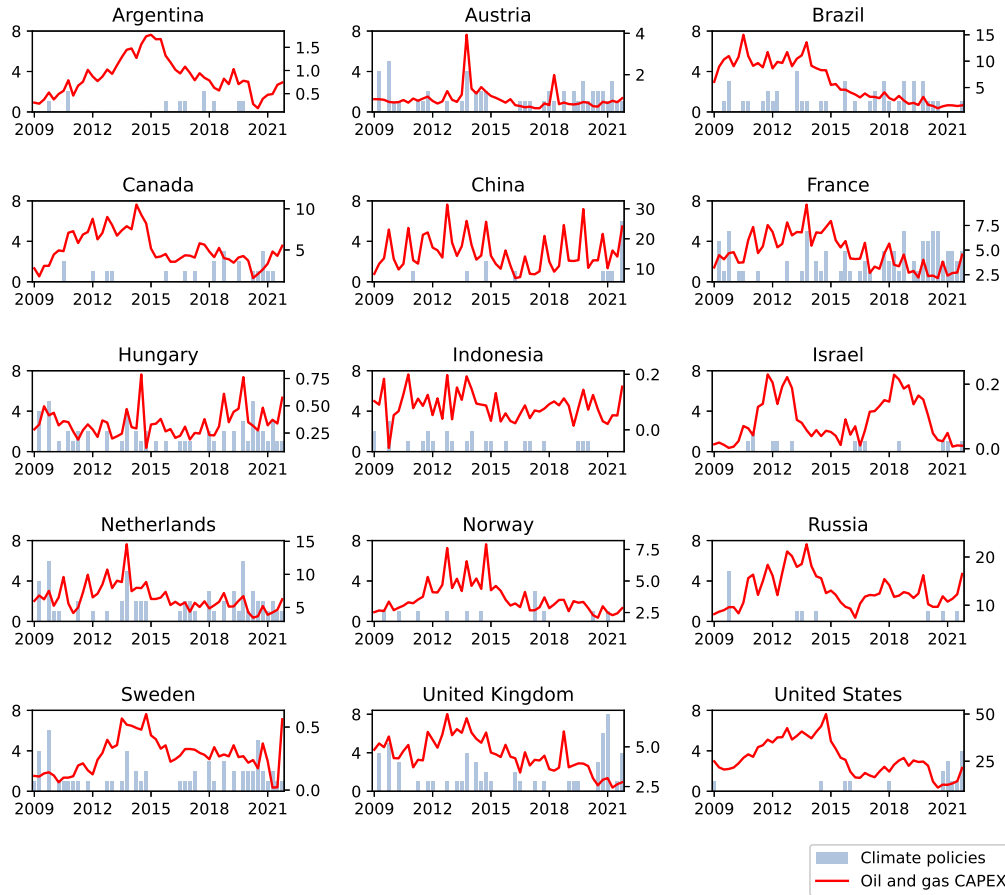 Argentina Austria Brazil
8 1.5 8 4 8 15
4 1.0 4 2 4 10
0.5 5
0 0 0
2009 2012 2015 2018 2021 2009 2012 2015 2018 2021 2009 2012 2015 2018 2021
Canada China France
8 10 8 30 8 7.5
4 5 4 20 4 5.0
0 0 10 0 2.5
2009 2012 2015 2018 2021 2009 2012 2015 2018 2021 2009 2012 2015 2018 2021
Hungary Indonesia Israel
8 0.75 8 0.2 8 0.2
4 0.50 4 0.0 4
0 0.25 0 0 0.0
2009 2012 2015 2018 2021 2009 2012 2015 2018 2021 2009 2012 2015 2018 2021
Netherlands Norway Russia
8 15 8 7.5 8 20
4 10 4 5.0 4 10
0 5 0 2.5 0
2009 2012 2015 2018 2021 2009 2012 2015 2018 2021 2009 2012 2015 2018 2021
Sweden United Kingdom United States
8 0.5 8 5.0 8 50
4 4 4 25
0 0.0 0 2.5 0
2009 2012 2015 2018 2021 2009 2012 2015 2018 2021 2009 2012 2015 2018 2021
Climate policies
Oil and gas CAPEX